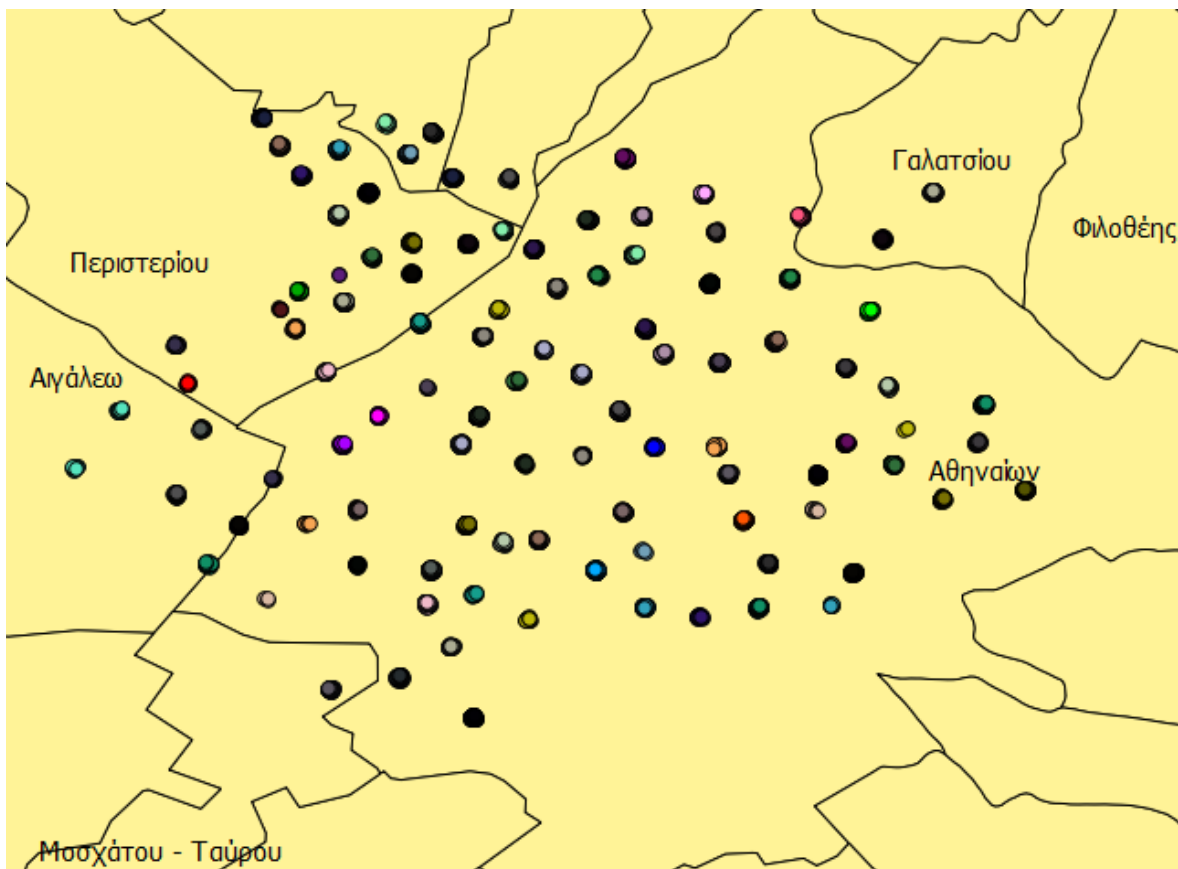 Γαλατσίου
Φιλοθέης
Περιστερίου
Αιγάλεω
Αθηναίων
Μοσχάτου - Ταύρου